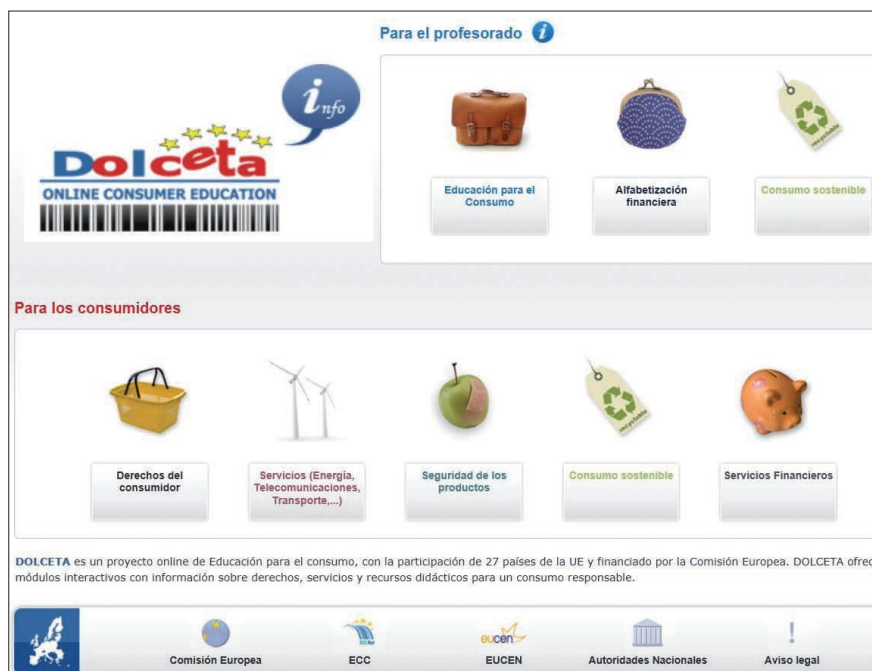 Para el profesorado
info
Dolceta
ONLINE CONSUMER EDUCATION
recyclable
Educación para el
Consumo
Alfabetización
financiera
Consumo sostenible
Para los consumidores
recyclable
Derechos del
consumidor
Servicios (Energía,
Telecomunicaciones,
Transporte,...)
Seguridad de los
productos
Consumo sostenible
Servicios Financieros
DOLCETA es un proyecto online de Educación para el consumo, con la participación de 27 países de la UE y financiado por la Comisión Europea. DOLCETA ofrec
módulos interactivos con información sobre derechos, servicios y recursos didácticos para un consumo responsable.
eucen
Comisión Europea
ECC
EUCEN
Autoridades Nacionales
Aviso legal